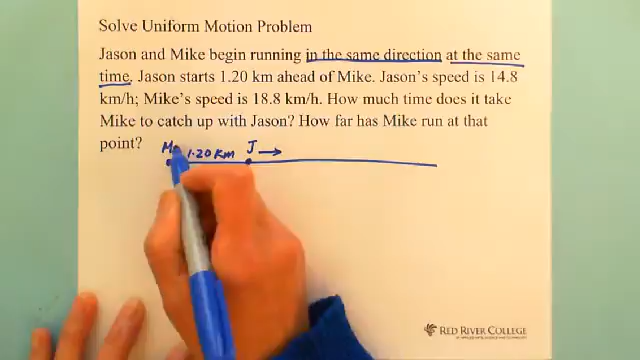 Solve Uniform Motion Problem
Jason and Mike begin running in the same direction at the same
time. Jason starts 1.20 km ahead of Mike. Jason's speed is 14.8
km/h; Mike's speed is 18.8 km/h. How much time does it take
Mike to catch up with Jason? How far has Mike run at that
point?
M 1.20 km J
RED RIVER COLLEGE